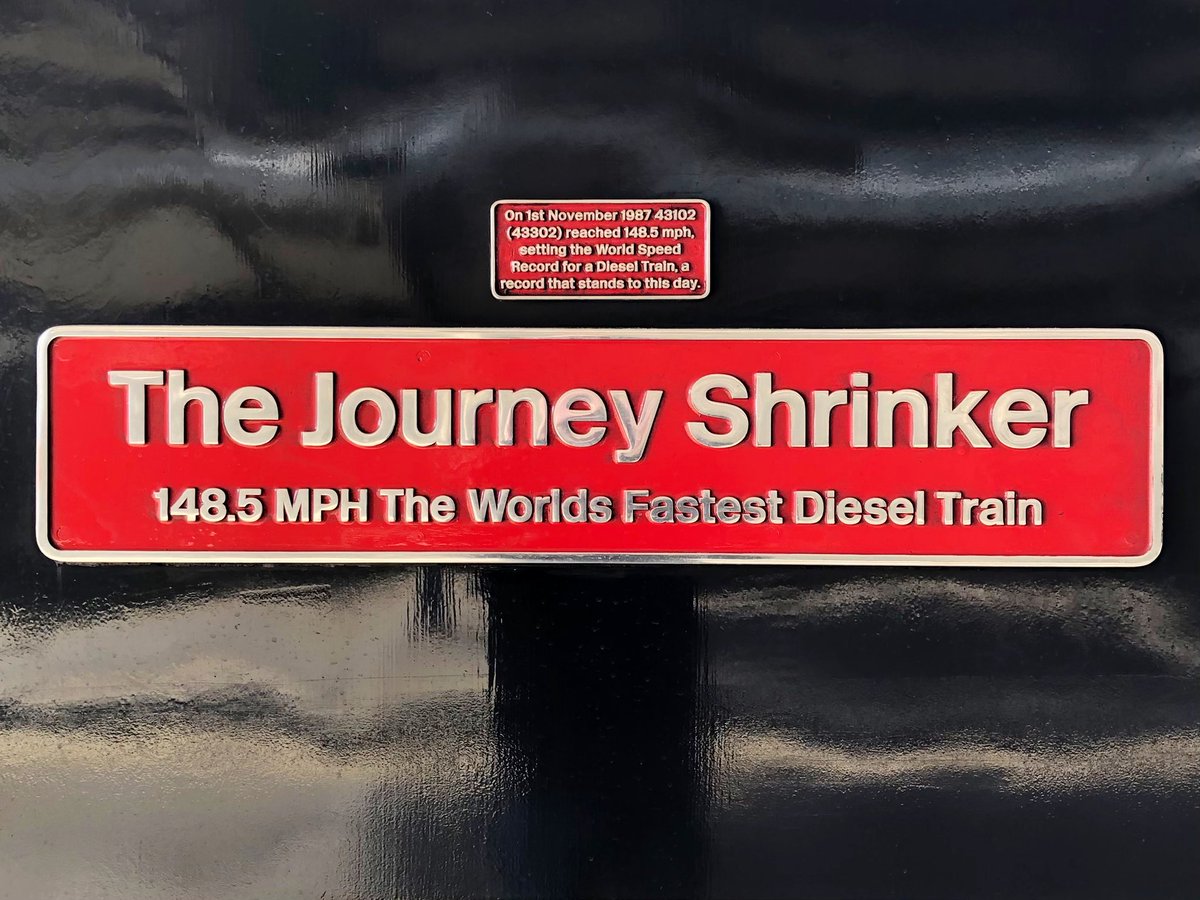 On 1st November 1987 43102
(43302) reached 148.5 mph,
setting the World Speed
Record for a Diesel Train, a
record that stands to this day.
The Journey Shrinker
148.5 MPH The Worlds Fastest Diesel Train